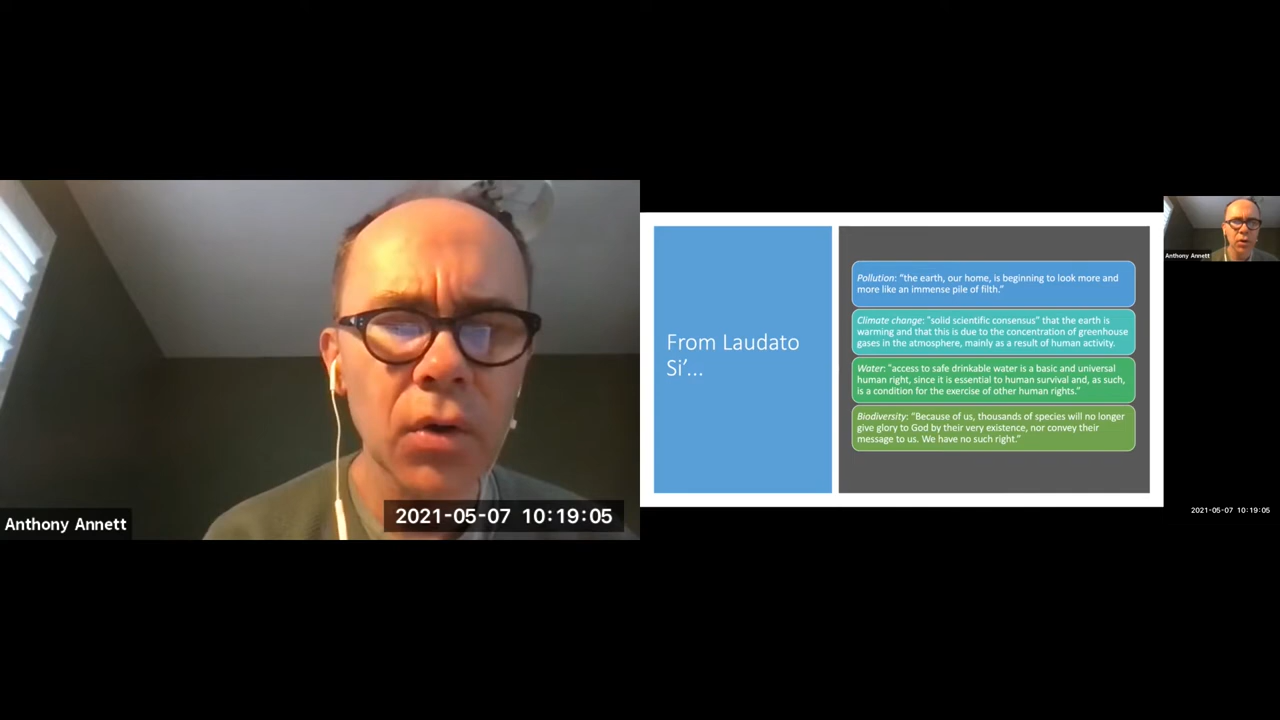 Anthony Annett
2021-05-07 10:19:05
From Laudato
Si’...
Pollution: “the earth, our home, is beginning to look more and
more like an immense pile of filth.”
Climate change: “solid scientific consensus” that the earth is
warming and that this is due to the concentration of greenhouse
gases in the atmosphere, mainly as a result of human activity.
Water: “access to safe drinkable water is a basic and universal
human right, since it is essential to human survival and, as such,
is a condition for the exercise of other human rights.”
Biodiversity: “Because of us, thousands of species will no longer
give glory to God by their very existence, nor convey their
message to us. We have no such right.”
Anthony Annett
2021-05-07 10:19:05